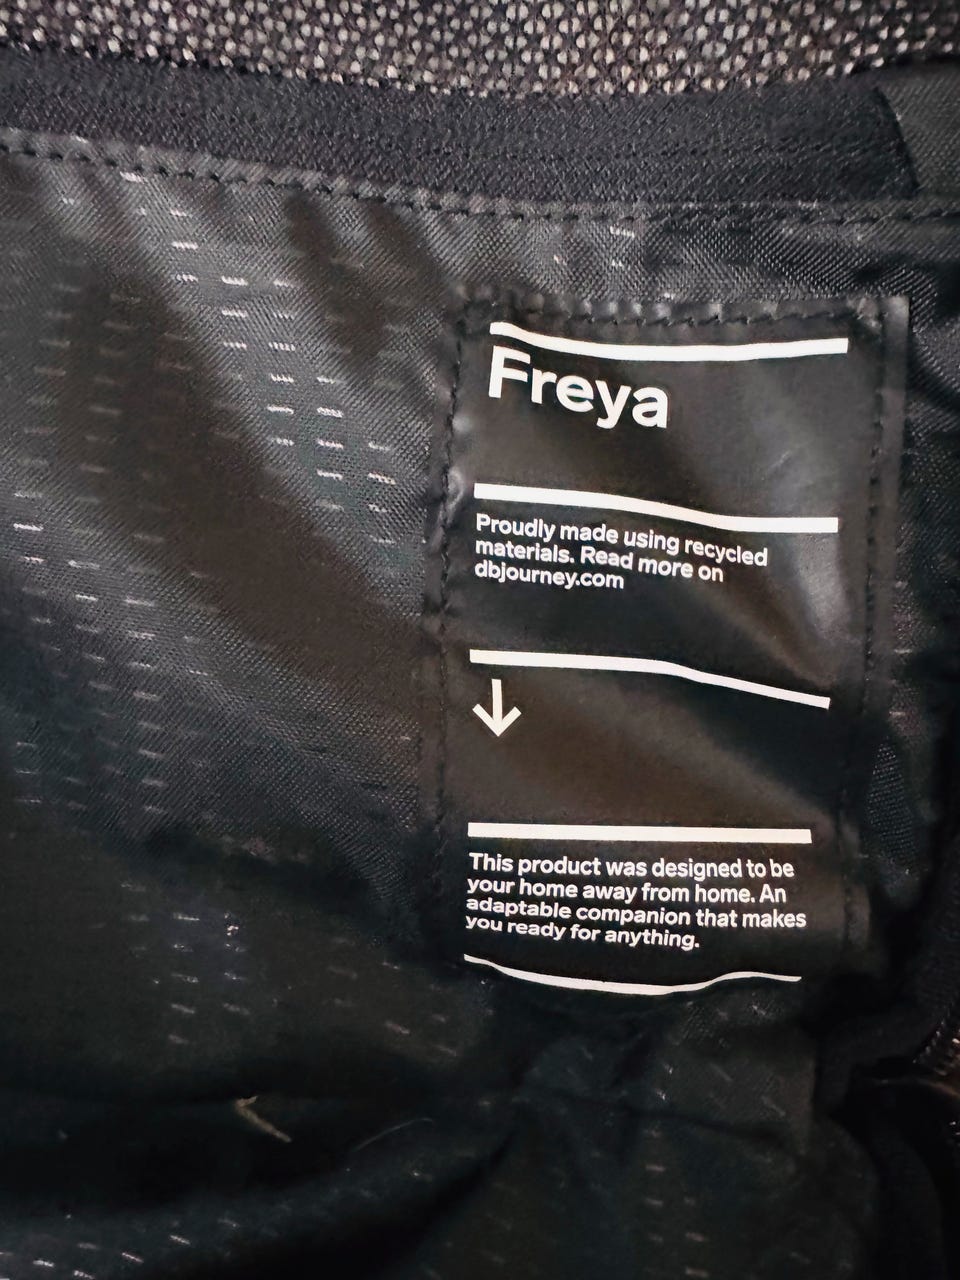 Freya
Proudly made using recycled
materials. Read more on
dbjourney.com
↓
This product was designed to be
your home away from home. An
adaptable companion that makes
you ready for anything.